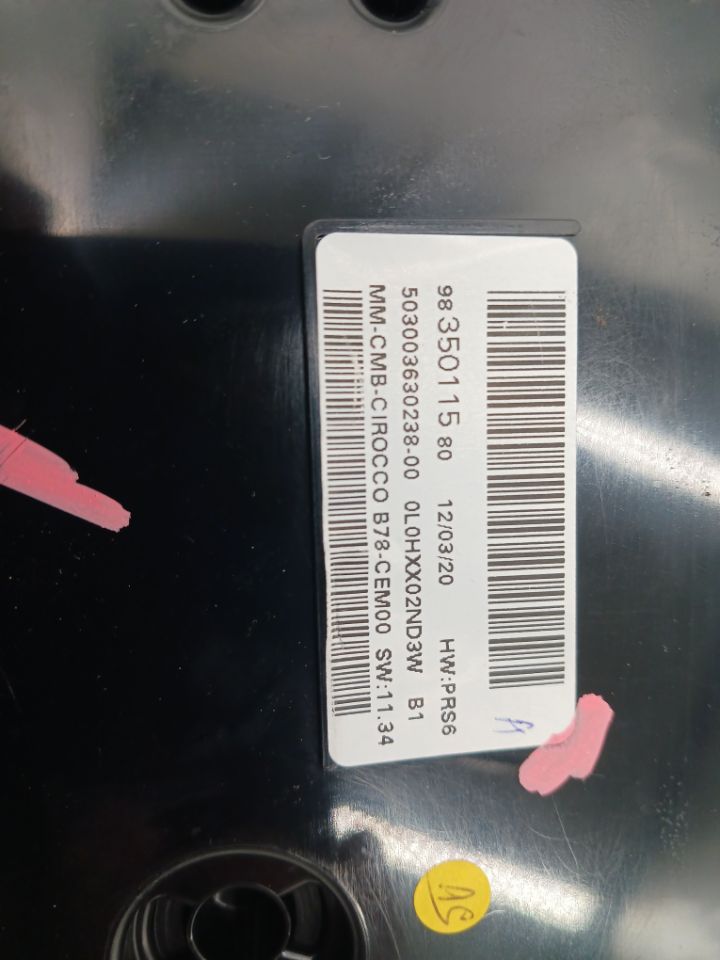 98 350115 80 12/03/20 HW:PRS6
503003630238-00 0L0HXX02ND3W B1
MM-CMB-CIROCCO B78-CEM00 SW:11.34